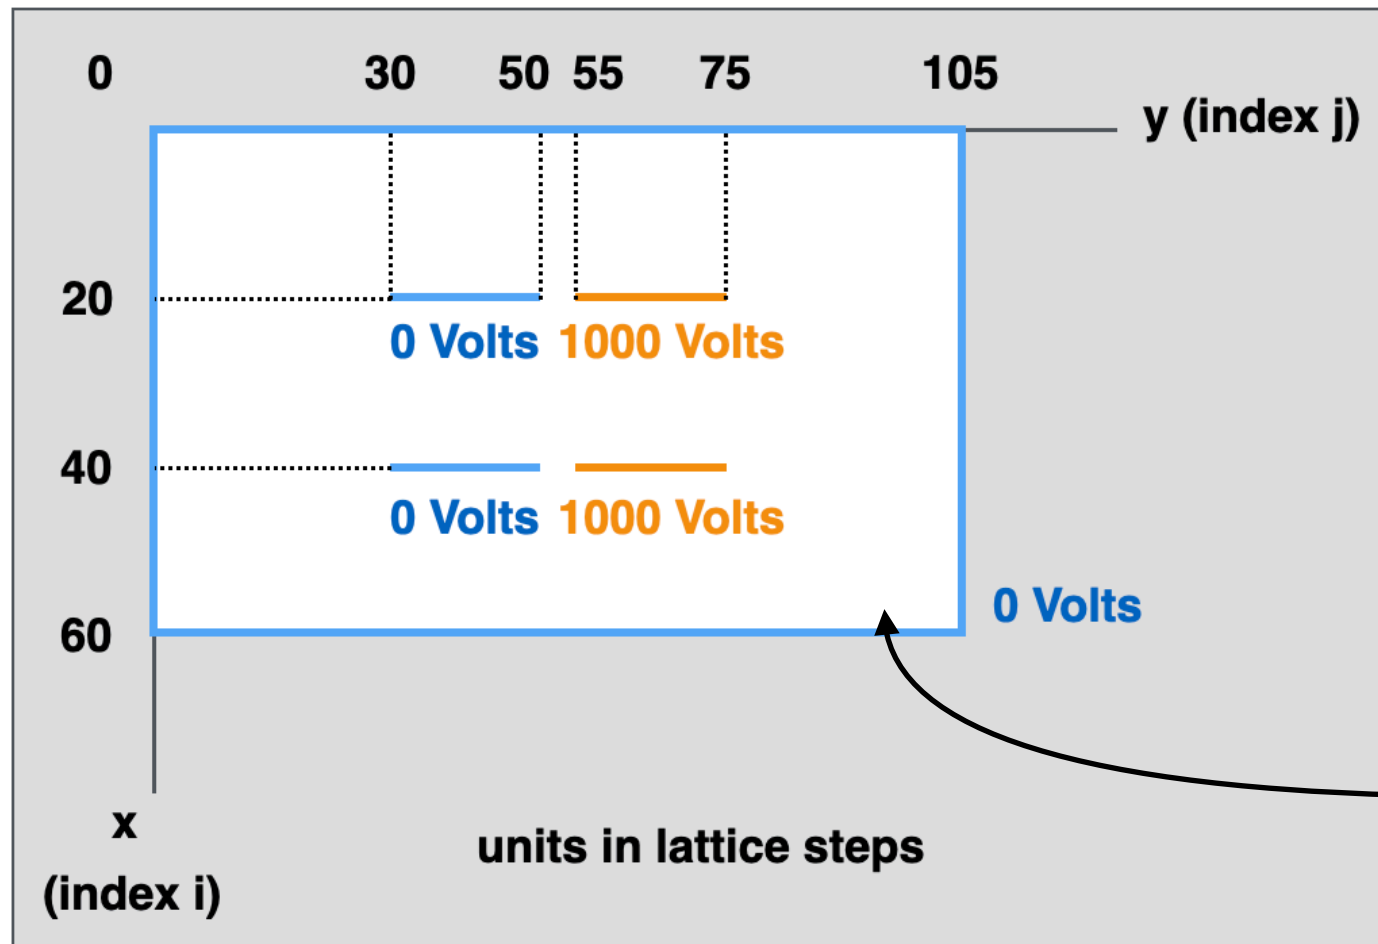 0 30 50 55 75 105
y (index j)
20
0 Volts 1000 Volts
40
0 Volts 1000 Volts
0 Volts
60
x
(index i)
units in lattice steps